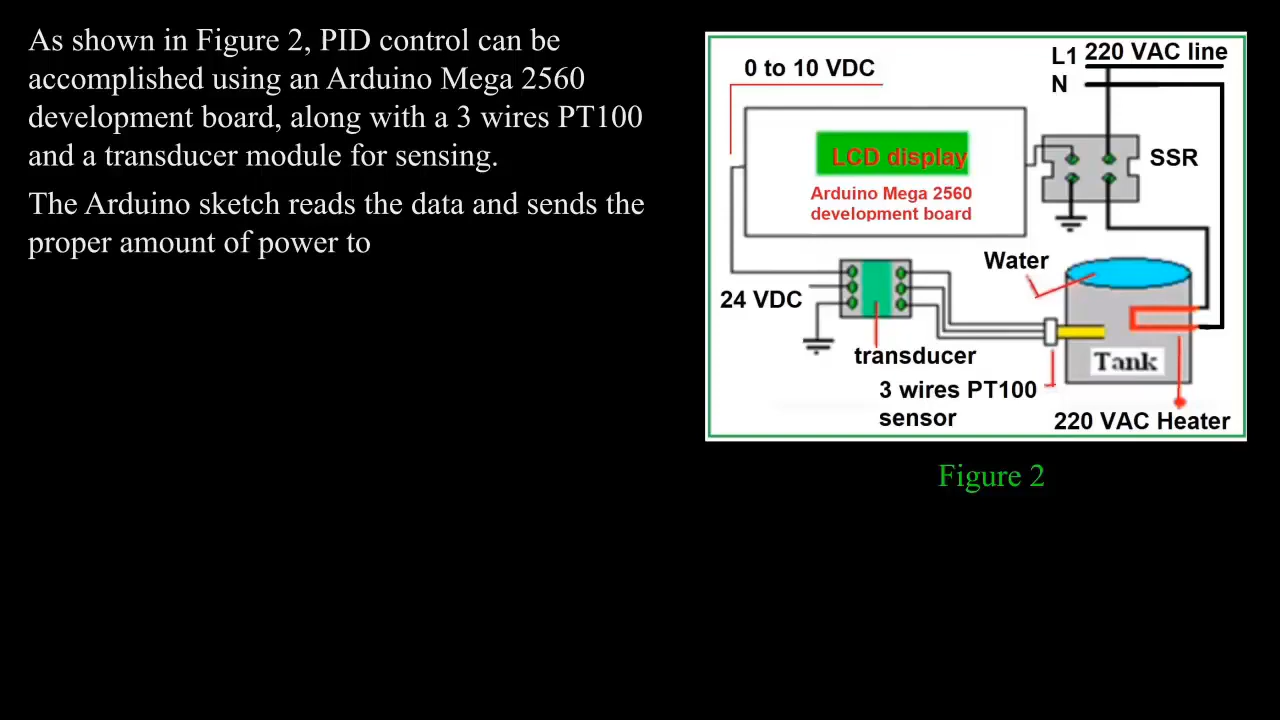 As shown in Figure 2, PID control can be
accomplished using an Arduino Mega 2560
development board, along with a 3 wires PT100
and a transducer module for sensing.
The Arduino sketch reads the data and sends the
proper amount of power to
0 to 10 VDC
L1 220 VAC line
N
LCD display
Arduino Mega 2560
development board
SSR
Water
24 VDC
transducer
Tank
3 wires PT100
sensor
220 VAC Heater
Figure 2